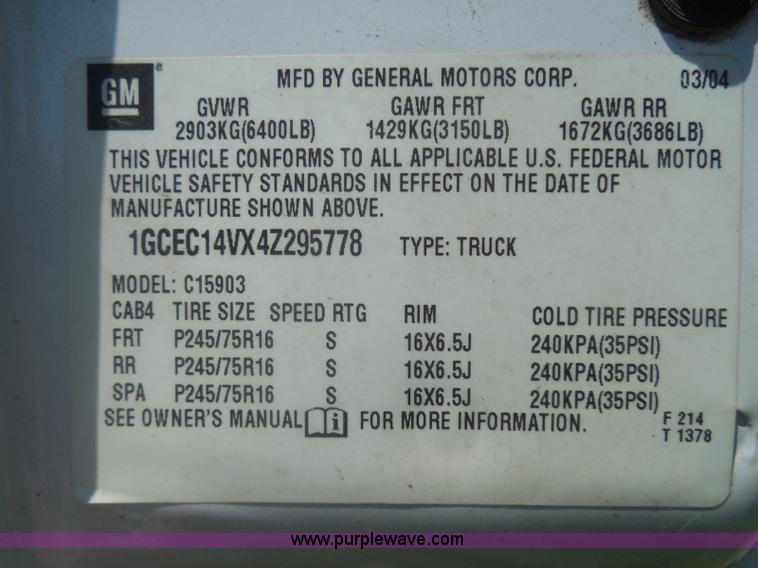 GM® MFD BY GENERAL MOTORS CORP. 03/04
GVWR GAWR FRT GAWR RR
2903KG(6400LB) 1429KG(3150LB) 1672KG(3686LB)
THIS VEHICLE CONFORMS TO ALL APPLICABLE U.S. FEDERAL MOTOR
VEHICLE SAFETY STANDARDS IN EFFECT ON THE DATE OF
MANUFACTURE SHOWN ABOVE.
1GCEC14VX4Z295778 TYPE: TRUCK
MODEL: C15903
CAB4 TIRE SIZE SPEED RTG RIM COLD TIRE PRESSURE
FRT P245/75R16 S 16X6.5J 240KPA(35PSI)
RR P245/75R16 S 16X6.5J 240KPA(35PSI)
SPA P245/75R16 S 16X6.5J 240KPA(35PSI)
SEE OWNER'S MANUAL i FOR MORE INFORMATION.
F 214
T 1378
www.purplewave.com